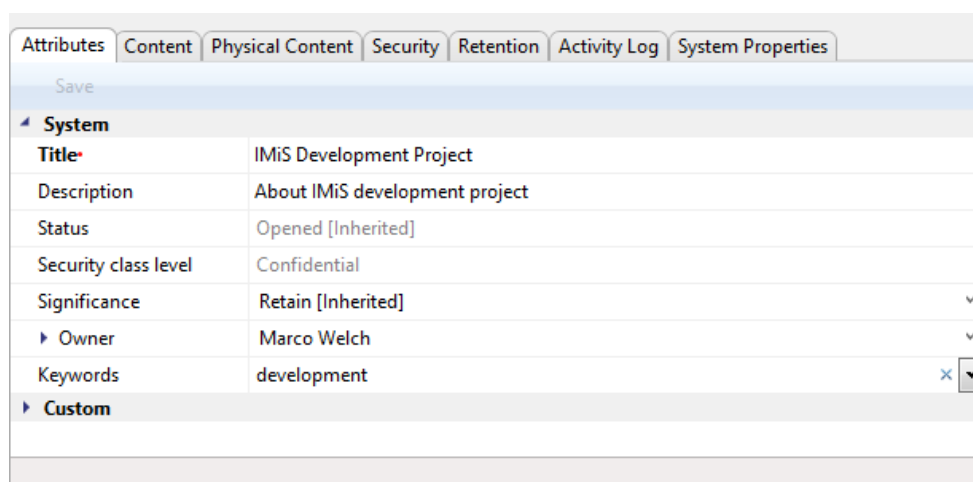 Attributes Content Physical Content Security Retention Activity Log System Properties
Save
System
Title• IMiS Development Project
Description About IMiS development project
Status Opened [Inherited]
Security class level Confidential
Significance Retain [Inherited]
Owner Marco Welch
Keywords development
Custom